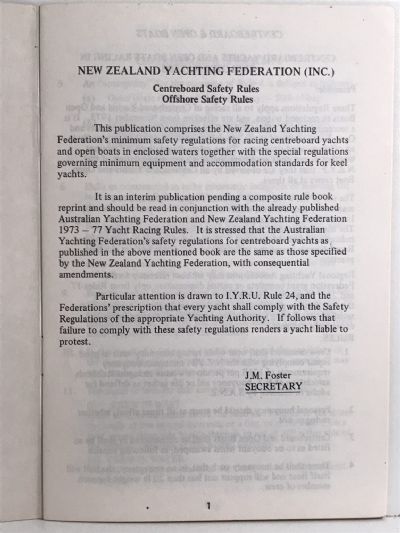 NEW ZEALAND YACHTING FEDERATION (INC.)
Centreboard Safety Rules
Offshore Safety Rules
This publication comprises the New Zealand Yachting
Federation's minimum safety regulations for racing centreboard yachts
and open boats in enclosed waters together with the special regulations
governing minimum equipment and accommodation standards for keel
yachts.
It is an interim publication pending a composite rule book
reprint and should be read in conjunction with the already published
Australian Yachting Federation and New Zealand Yachting Federation
1973 – 77 Yacht Racing Rules. It is stressed that the Australian
Yachting Federation's safety regulations for centreboard yachts as
published in the above mentioned book are the same as those specified
by the New Zealand Yachting Federation, with consequential
amendments.
Particular attention is drawn to I.Y.R.U. Rule 24, and the
Federations' prescription that every yacht shall comply with the Safety
Regulations of the appropriate Yachting Authority. If follows that
failure to comply with these safety regulations renders a yacht liable to
protest.
J.M. Foster
SECRETARY
1